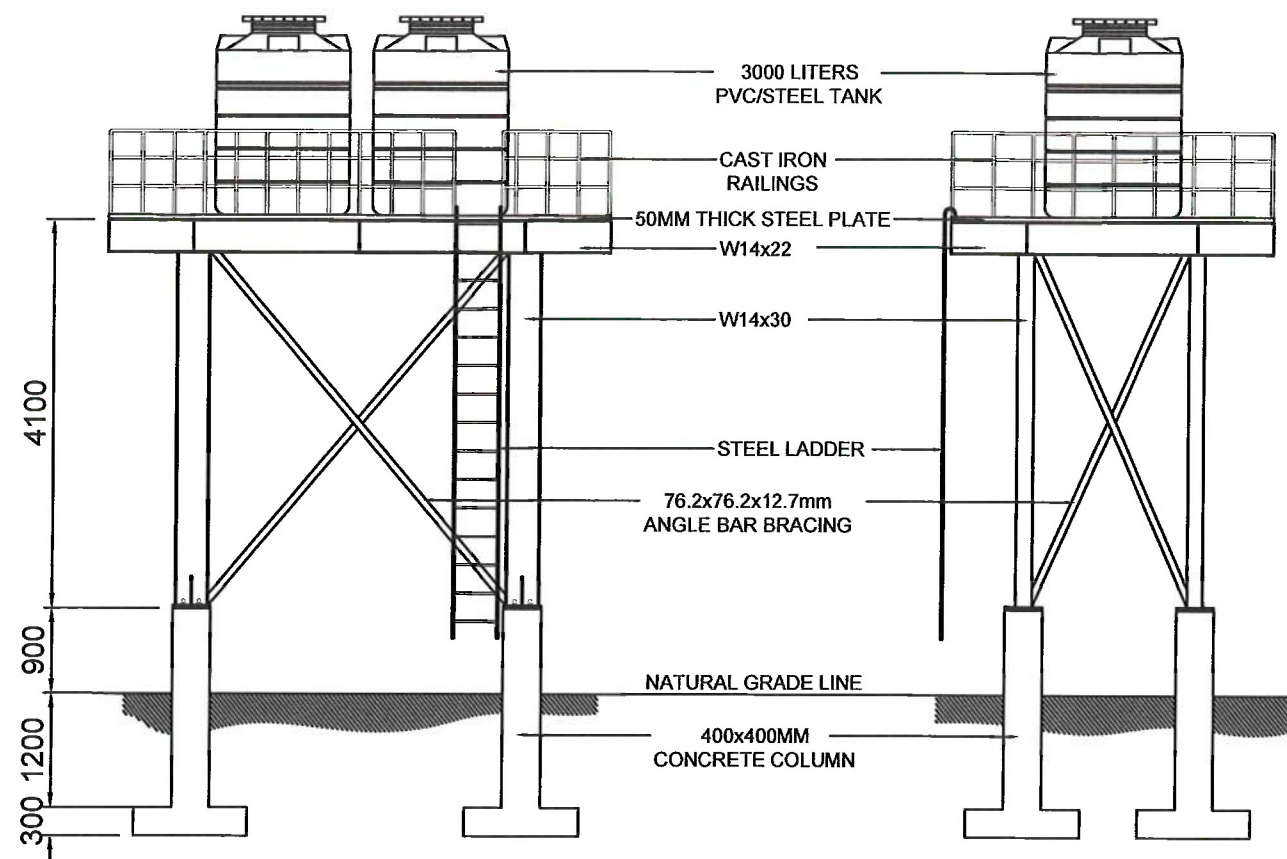 3000 LITERS
PVC/STEEL TANK
CAST IRON
RAILINGS
50MM THICK STEEL PLATE
W14x22
W14x30
4100
STEEL LADDER
76.2x76.2x12.7mm
ANGLE BAR BRACING
900
NATURAL GRADE LINE
1200
400x400MM
CONCRETE COLUMN
300